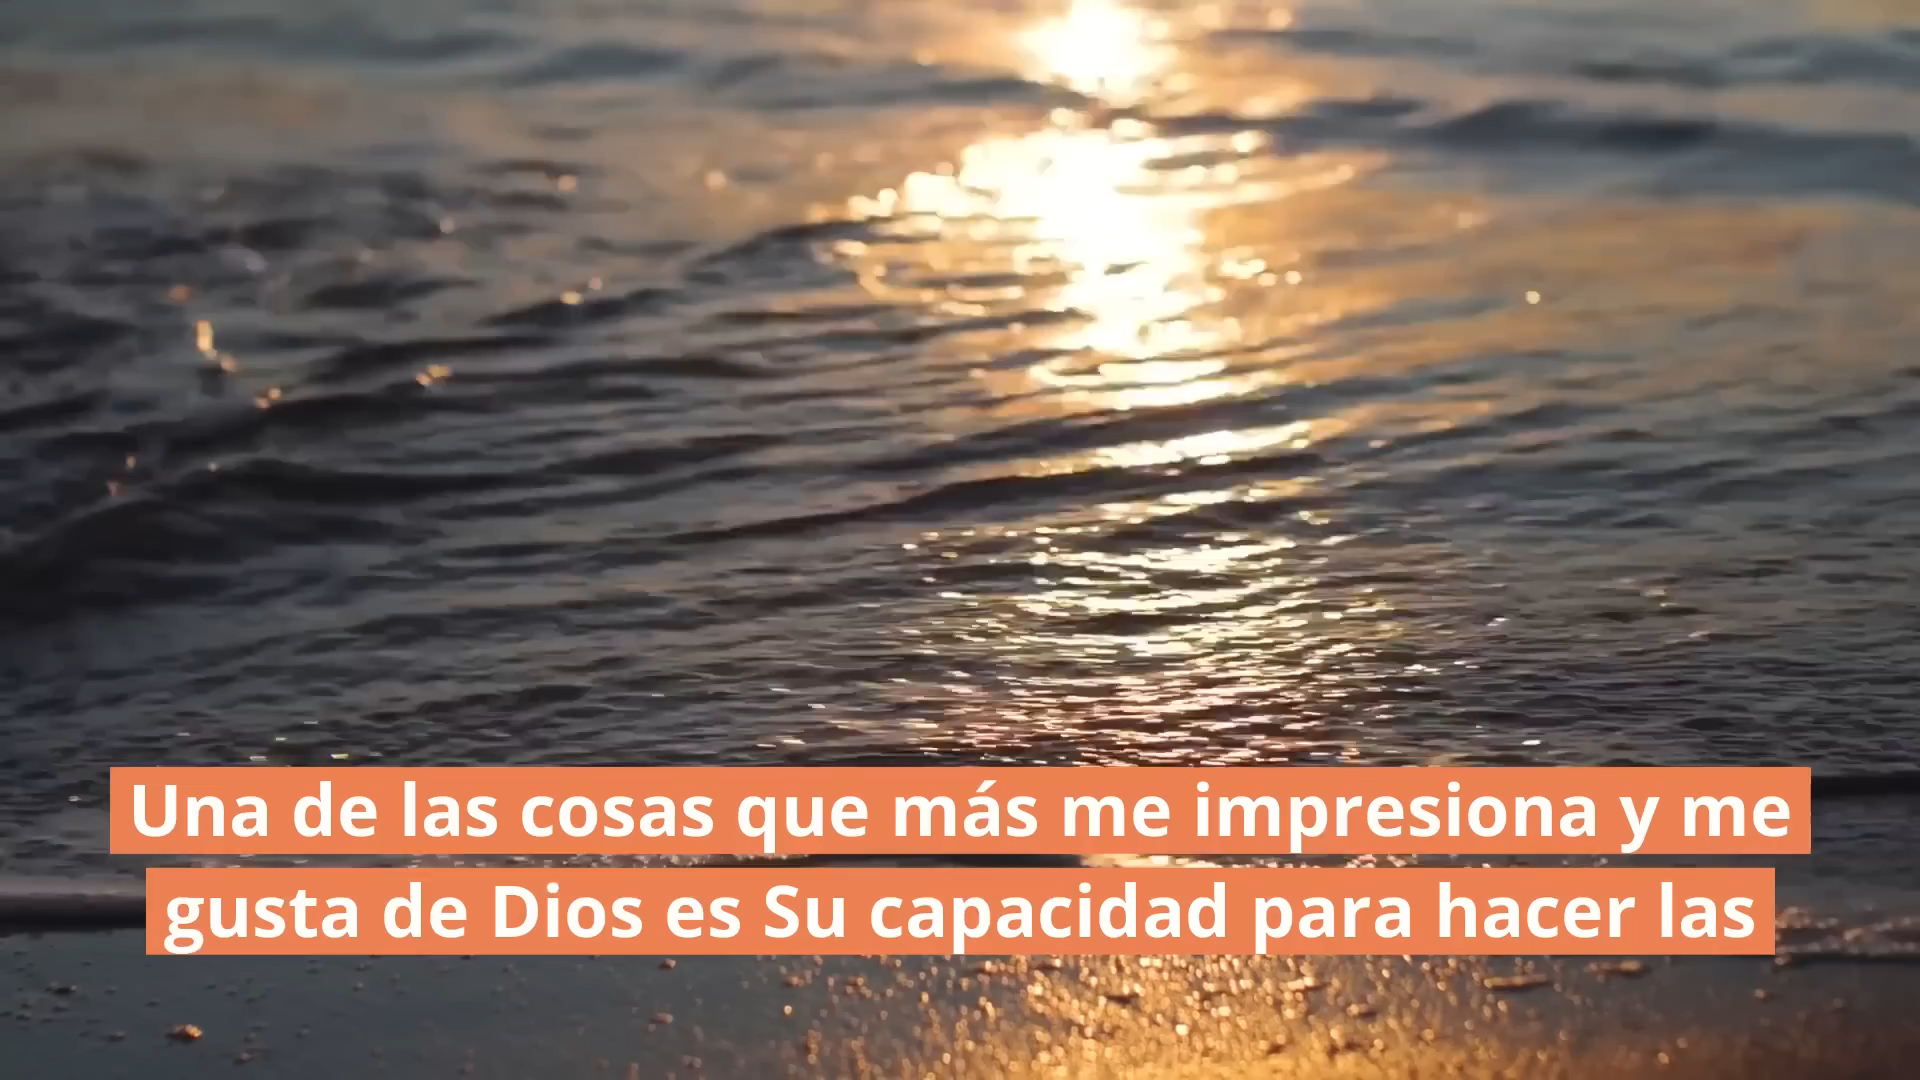 Una de las cosas que más me impresiona y me
gusta de Dios es Su capacidad para hacer las